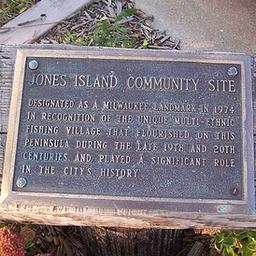 JONES ISLAND COMMUNITY SITE
DESIGNATED AS A MILWAUKEE LANDMARK IN 1974
IN RECOGNITION OF THE UNIQUE MULTI-ETHNIC
FISHING VILLAGE THAT FLOURISHED ON THIS
PENINSULA DURING THE LATE 19TH AND 20TH
CENTURIES AND PLAYED A SIGNIFICANT ROLE
IN THE CITY'S HISTORY